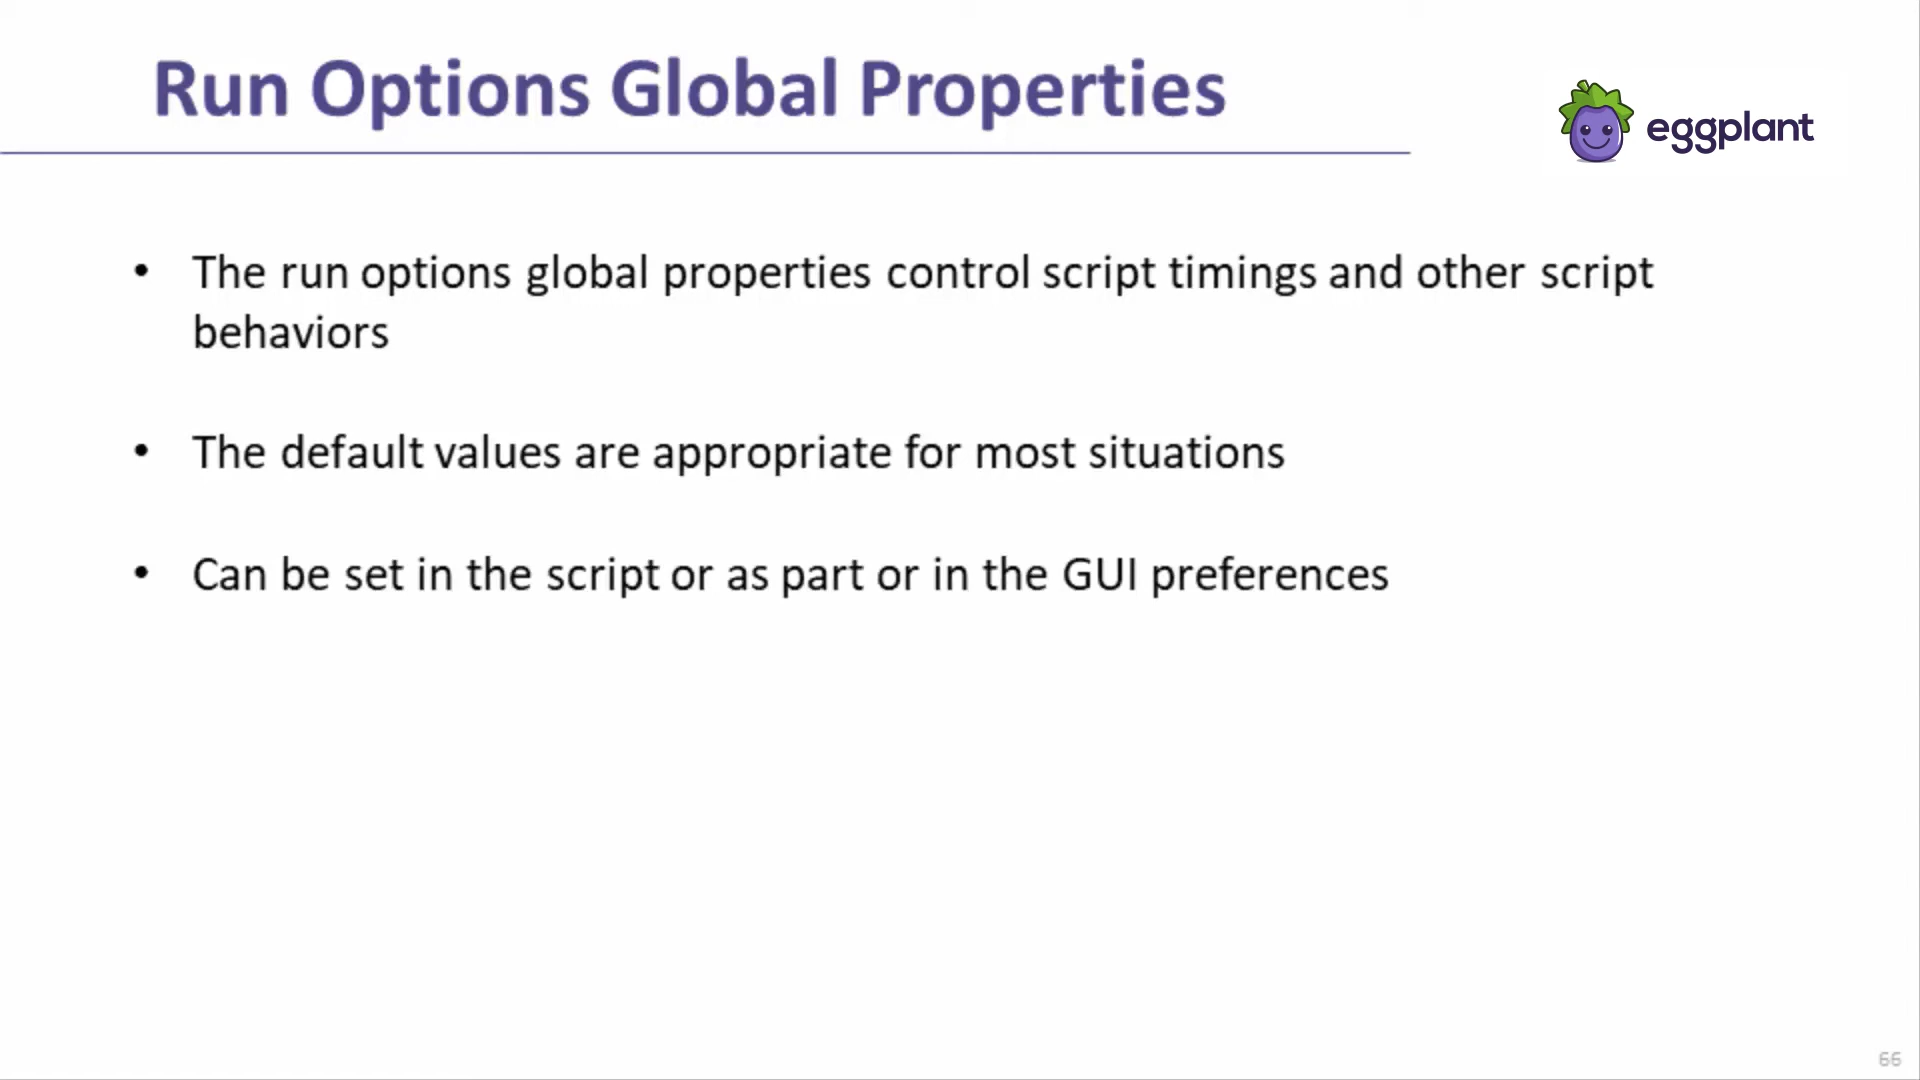 Run Options Global Properties
eggplant
• The run options global properties control script timings and other script
behaviors
• The default values are appropriate for most situations
• Can be set in the script or as part or in the GUI preferences
66